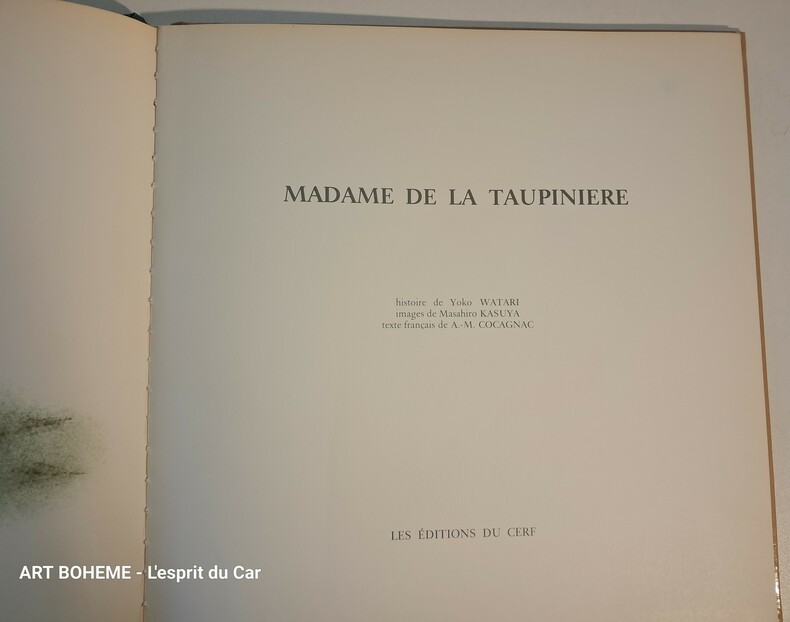 MADAME DE LA TAUPINIERE
histoire de Yoko WATARI
images de Masahiro KASUYA
texte français de A.-M. COCAGNAC
LES ÉDITIONS DU CERF
ART BOHEME - L'esprit du Car